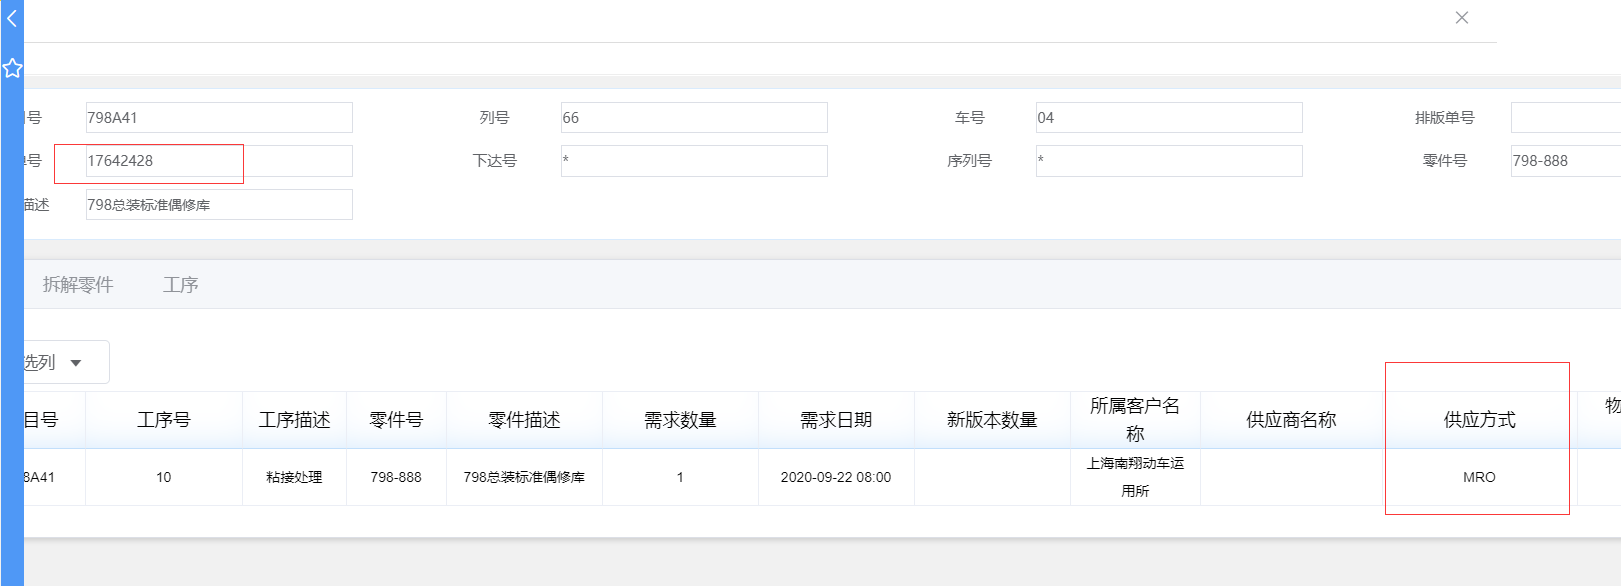 号 798A41 列号 66 车号 04 排版单号
号 17642428 下达号 * 序列号 * 零件号 798-888
描述 798总装标准偶修库
拆解零件 工序
选列
目号 工序号 工序描述 零件号 零件描述 需求数量 需求日期 新版本数量 所属客户名称 供应商名称 供应方式 物
8A41 10 粘接处理 798-888 798总装标准偶修库 1 2020-09-22 08:00 上海南翔动车运用所 MRO